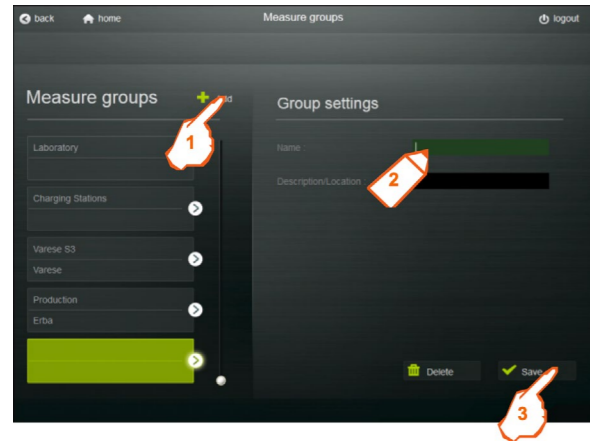 back home Measure groups logout
Measure groups
Laboratory
Charging Stations
Varese S3
Varese
Production
Erba
Group settings
Name :
Description/Location
Delete Save
1
2
3